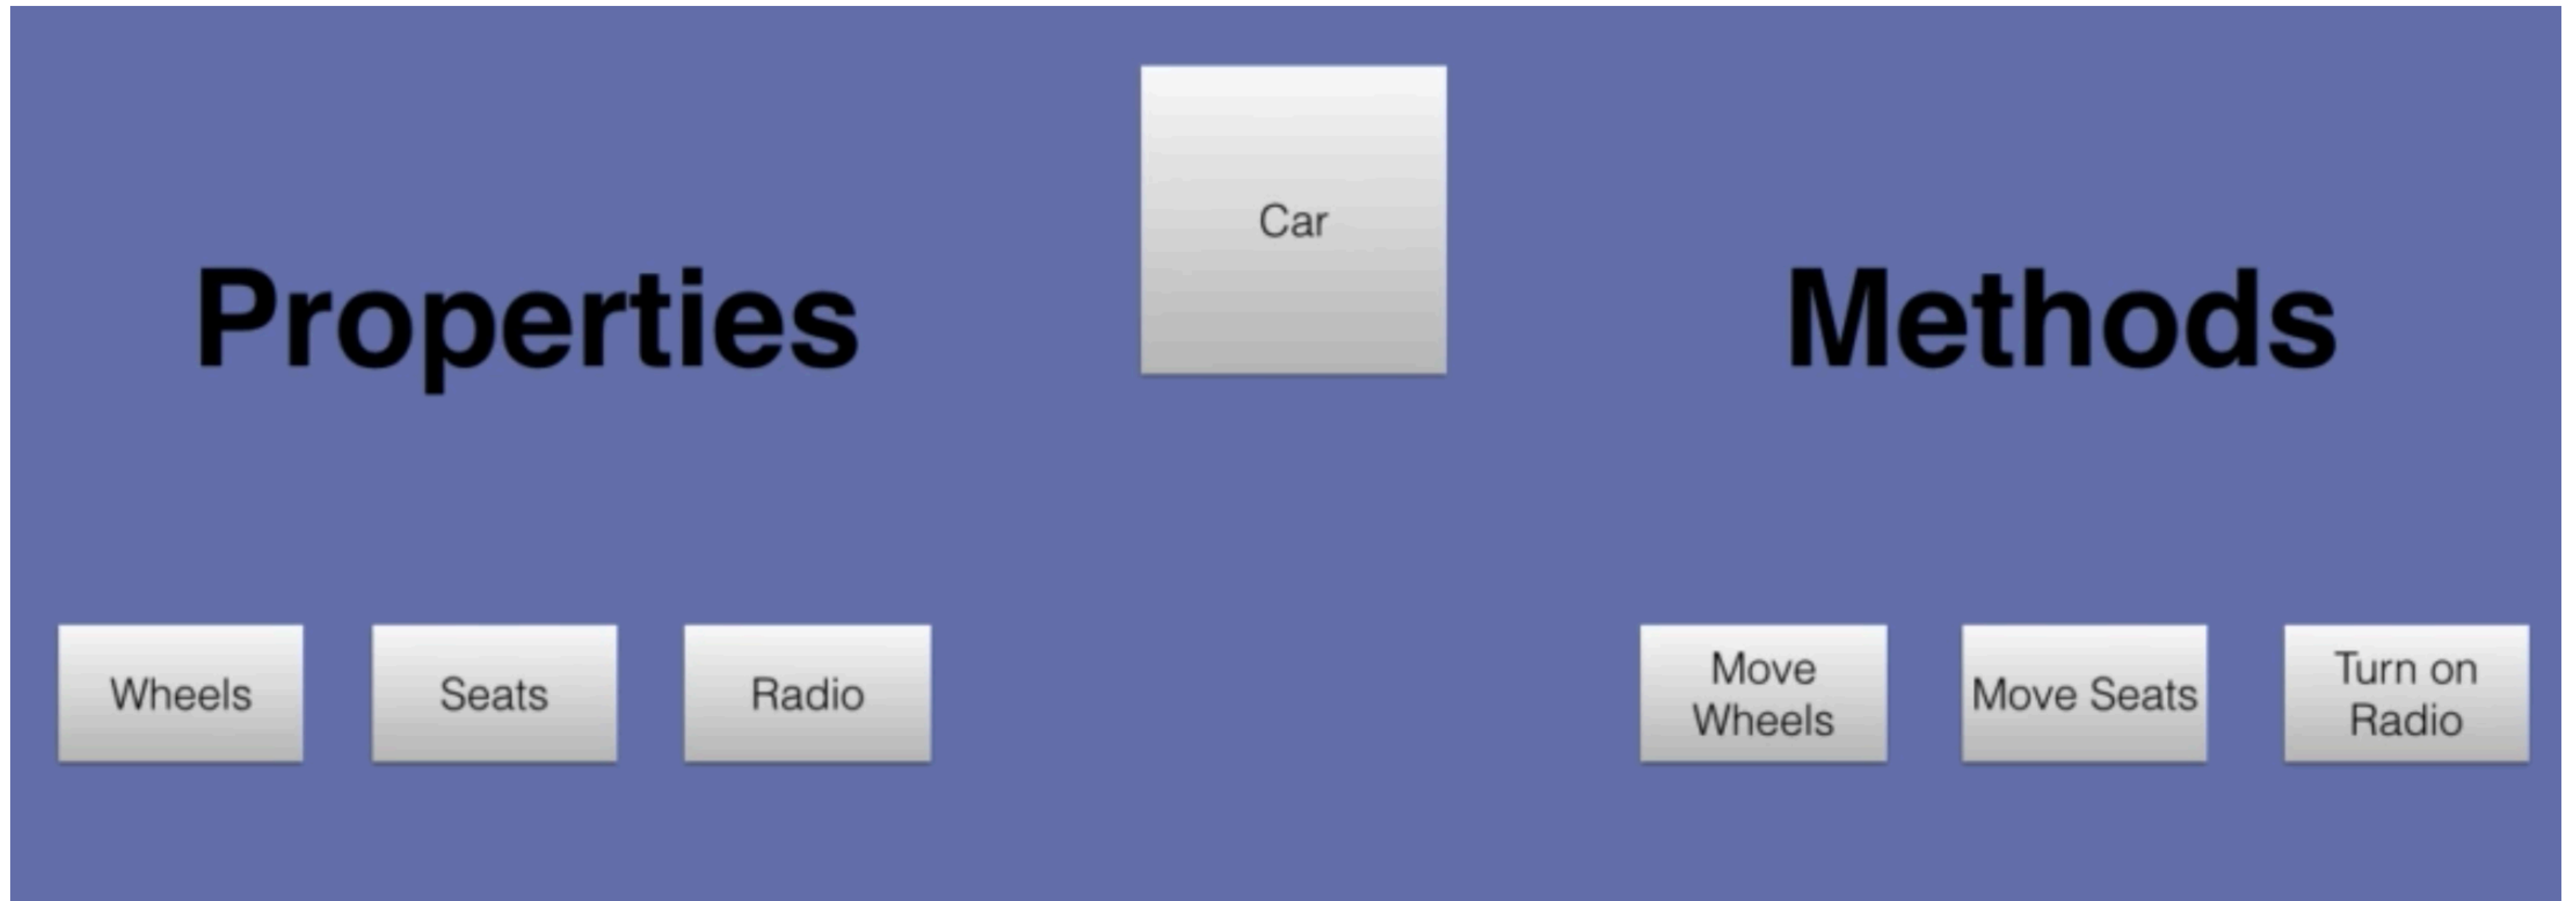 Car
Properties
Methods
Wheels
Seats
Radio
Move
Wheels
Move Seats
Turn on
Radio